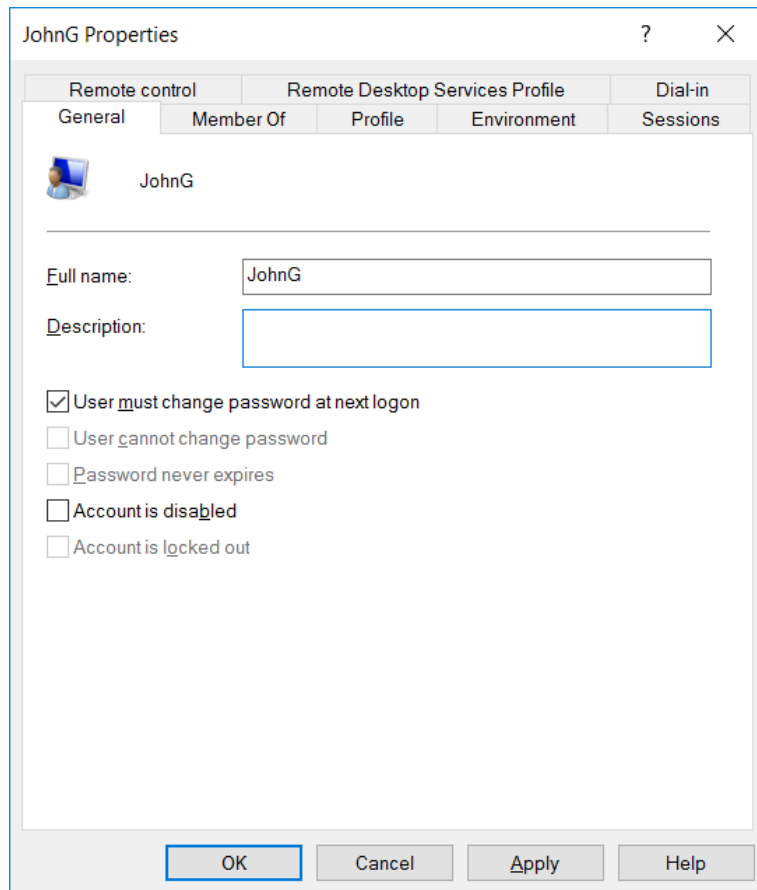 JohnG Properties ?
Remote control Remote Desktop Services Profile Dial-in
General Member Of Profile Environment Sessions
JohnG
Full name: JohnG
Description:
User must change password at next logon
User cannot change password
Password never expires
Account is disabled
Account is locked out
OK Cancel Apply Help